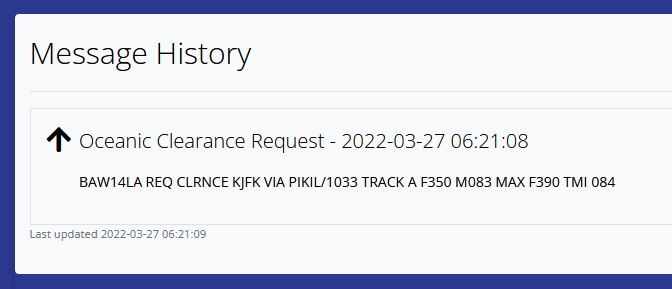 Message History
Oceanic Clearance Request - 2022-03-27 06:21:08
BAW14LA REQ CLRNCE KJFK VIA PIKIL/1033 TRACK A F350 M083 MAX F390 TMI 084
Last updated 2022-03-27 06:21:09